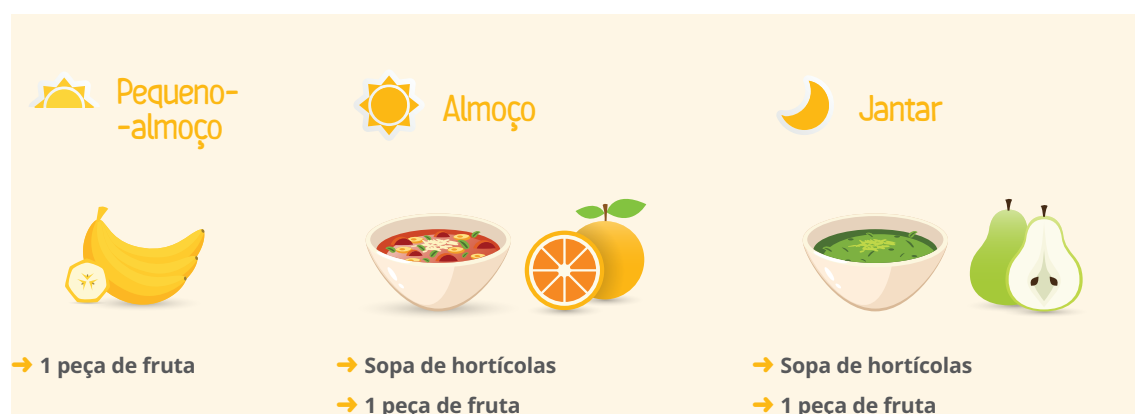 Pequeno-
-almoço
Almoço
Jantar
1 peça de fruta
Sopa de hortícolas
1 peça de fruta
Sopa de hortícolas
1 peça de fruta